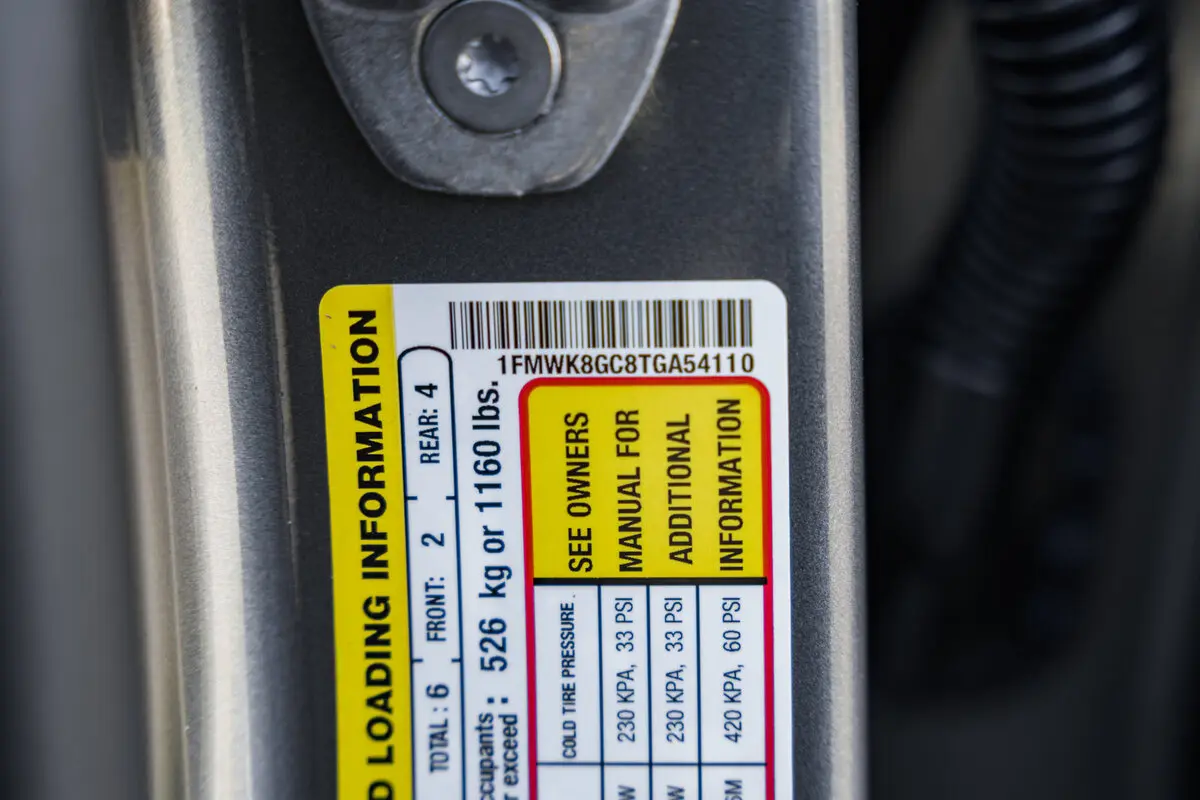 1FMWK8GC8TGA54110
LOADING INFORMATION
TOTAL : 6 FRONT: 2 REAR: 4
: 526 kg or 1160 lbs.
exceed :
SEE OWNERS
MANUAL FOR
ADDITIONAL
INFORMATION
COLD TIRE PRESSURE
230 KPA, 33 PSI
230 KPA, 33 PSI
420 KPA, 60 PSI